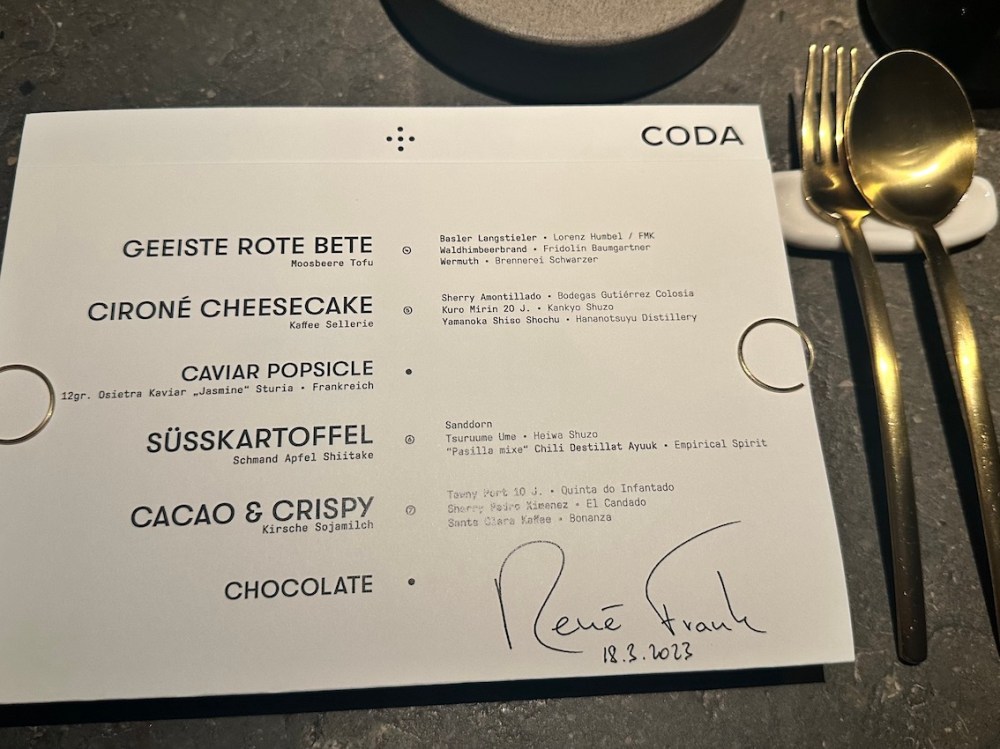 CODA
GEEISTE ROTE BETE
Moosbeere Tofu
Basler Langstieler • Lorenz Humbel / FMK
Waldhimbeerbrand • Fridolin Baumgartner
Wermuth • Brennerei Schwarzer
CIRONÉ CHEESECAKE
Kaffee Sellerie
Sherry Amontillado • Bodegas Gutiérrez Colosia
Kuro Mirin 20 J. • Kankyo Shuzo
Yamanoka Shiso Shochu • Hananotsuyu Distillery
CAVIAR POPSICLE
12gr. Osietra Kaviar „Jasmine“ Sturia • Frankreich
SÜSSKARTOFFEL
Schmand Apfel Shiitake
Sanddorn
Tsuruume Ume • Heiwa Shuzo
"Pasilla mixe" Chili Destillat Ayuuk • Empirical Spirit
CACAO & CRISPY
Kirsche Sojamilch
Tawny Port 10 J. • Quinta do Infantado
Sherry Pedro Ximenez • El Candado
Santa Clara Kaffee • Bonanza
CHOCOLATE
René Frank
18.3.2023